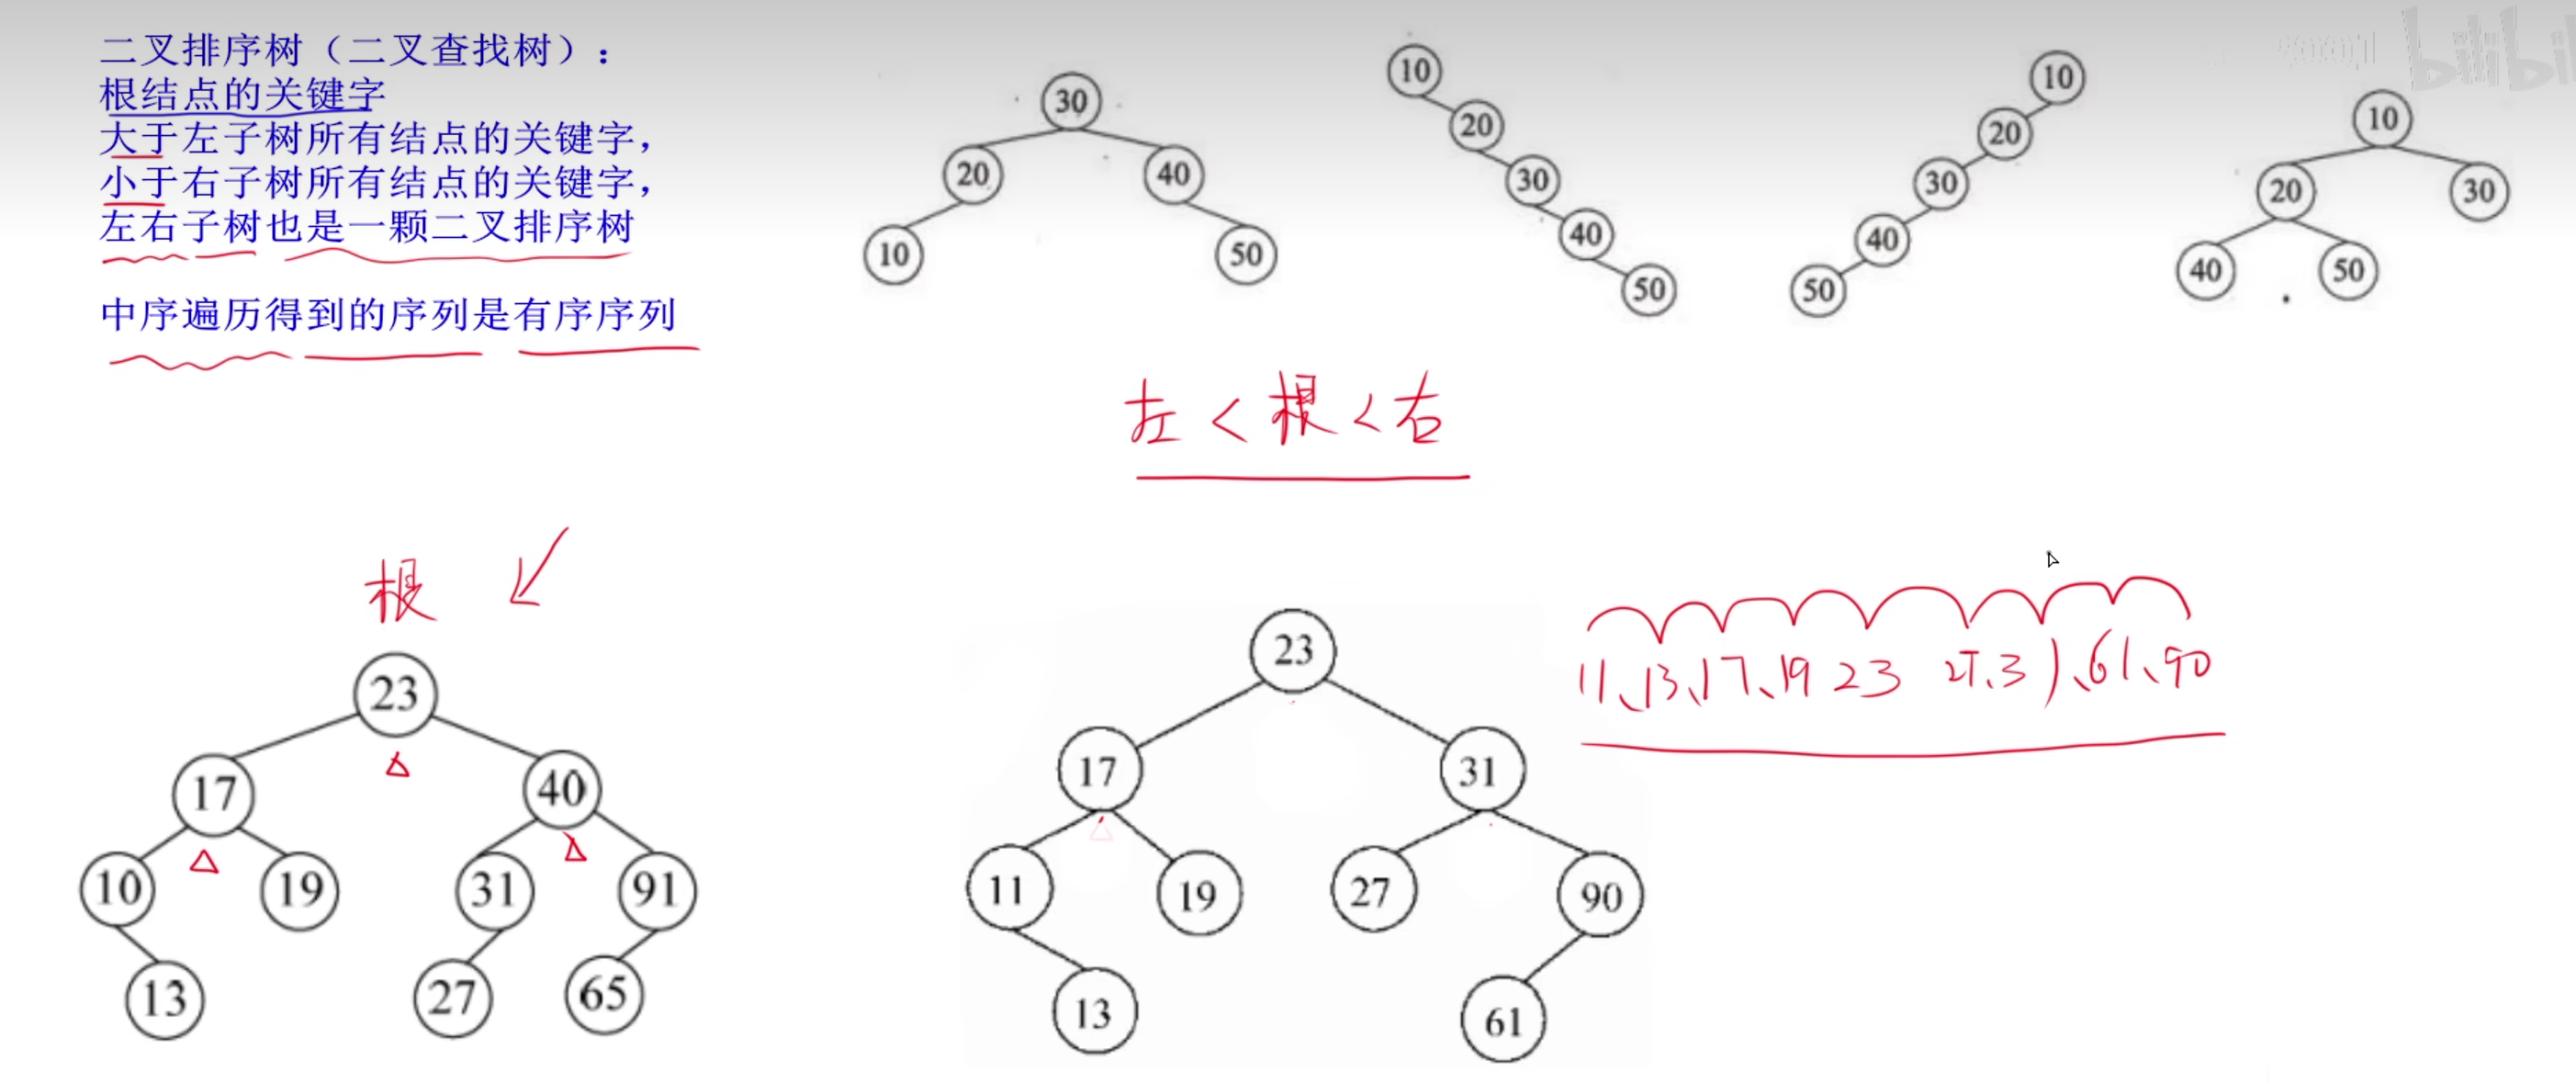 二叉排序树（二叉查找树）：
根结点的关键字
大于左子树所有结点的关键字，
小于右子树所有结点的关键字，
左右子树也是一颗二叉排序树
中序遍历得到的序列是有序序列
30
20 40
10 50
10
20
30
40
50
10
20
30
40
50
10
20 30
40 50
bilibili
左<根<右
根
23
17 40
10 19 31 91
13 27 65
23
17 31
11 19 27 90
13 61
11、13、17、19 23 27、31、61、90